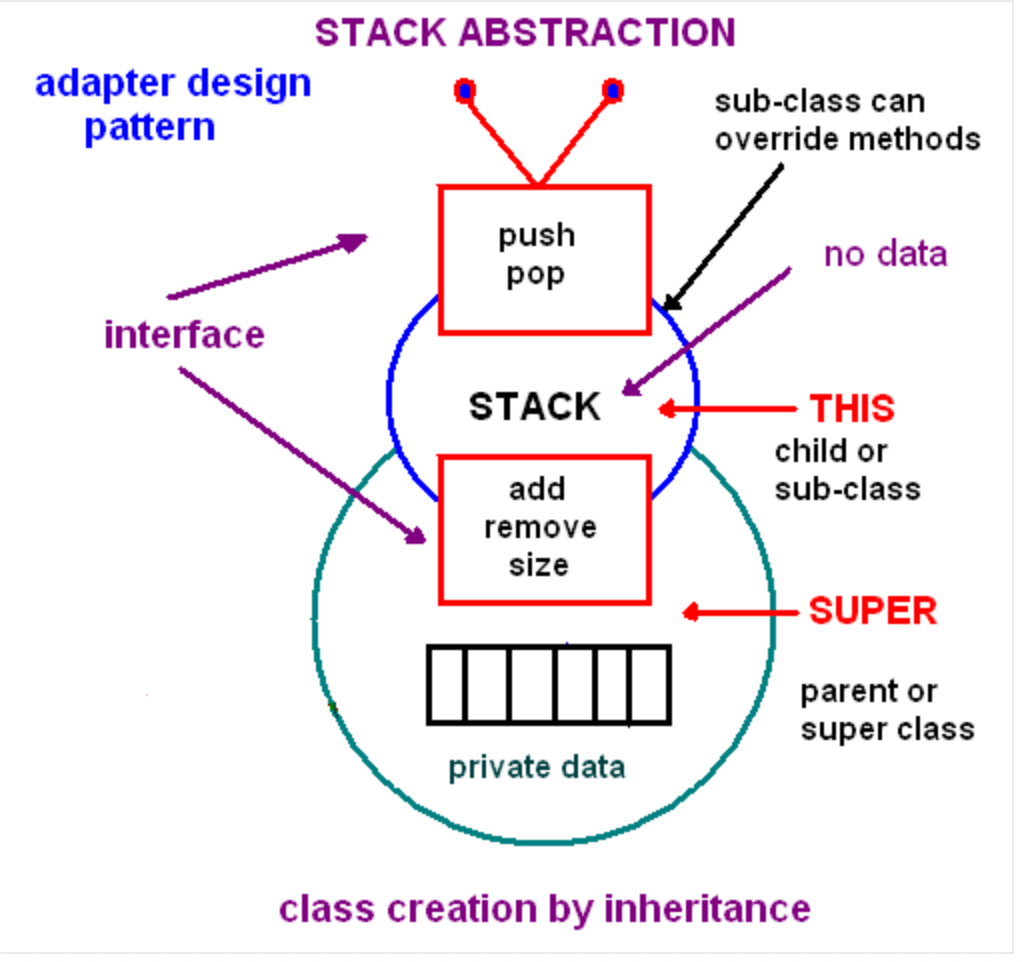 STACK ABSTRACTION
adapter design
pattern
sub-class can
override methods
push
pop
no data
interface
STACK
THIS
child or
sub-class
add
remove
size
SUPER
parent or
super class
private data
class creation by inheritance